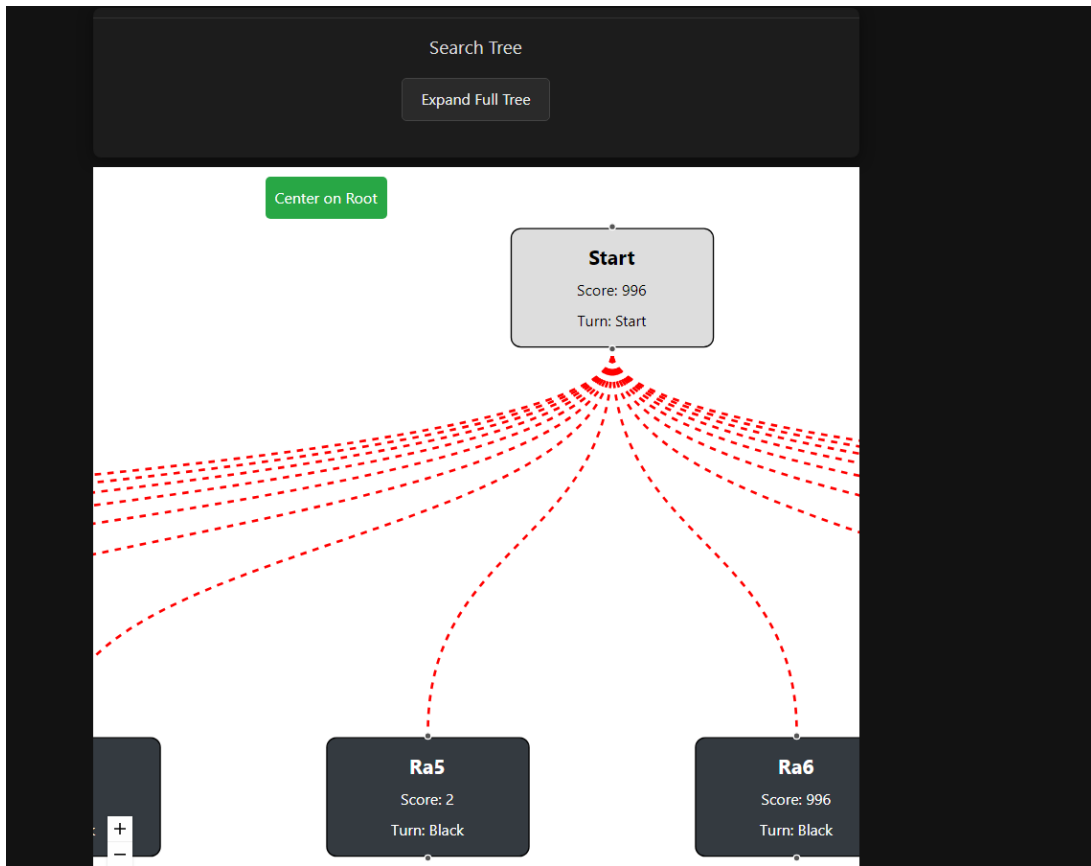 Search Tree
Expand Full Tree
Center on Root
Start
Score: 996
Turn: Start
Ra5
Score: 2
Turn: Black
Ra6
Score: 996
Turn: Black
+
−